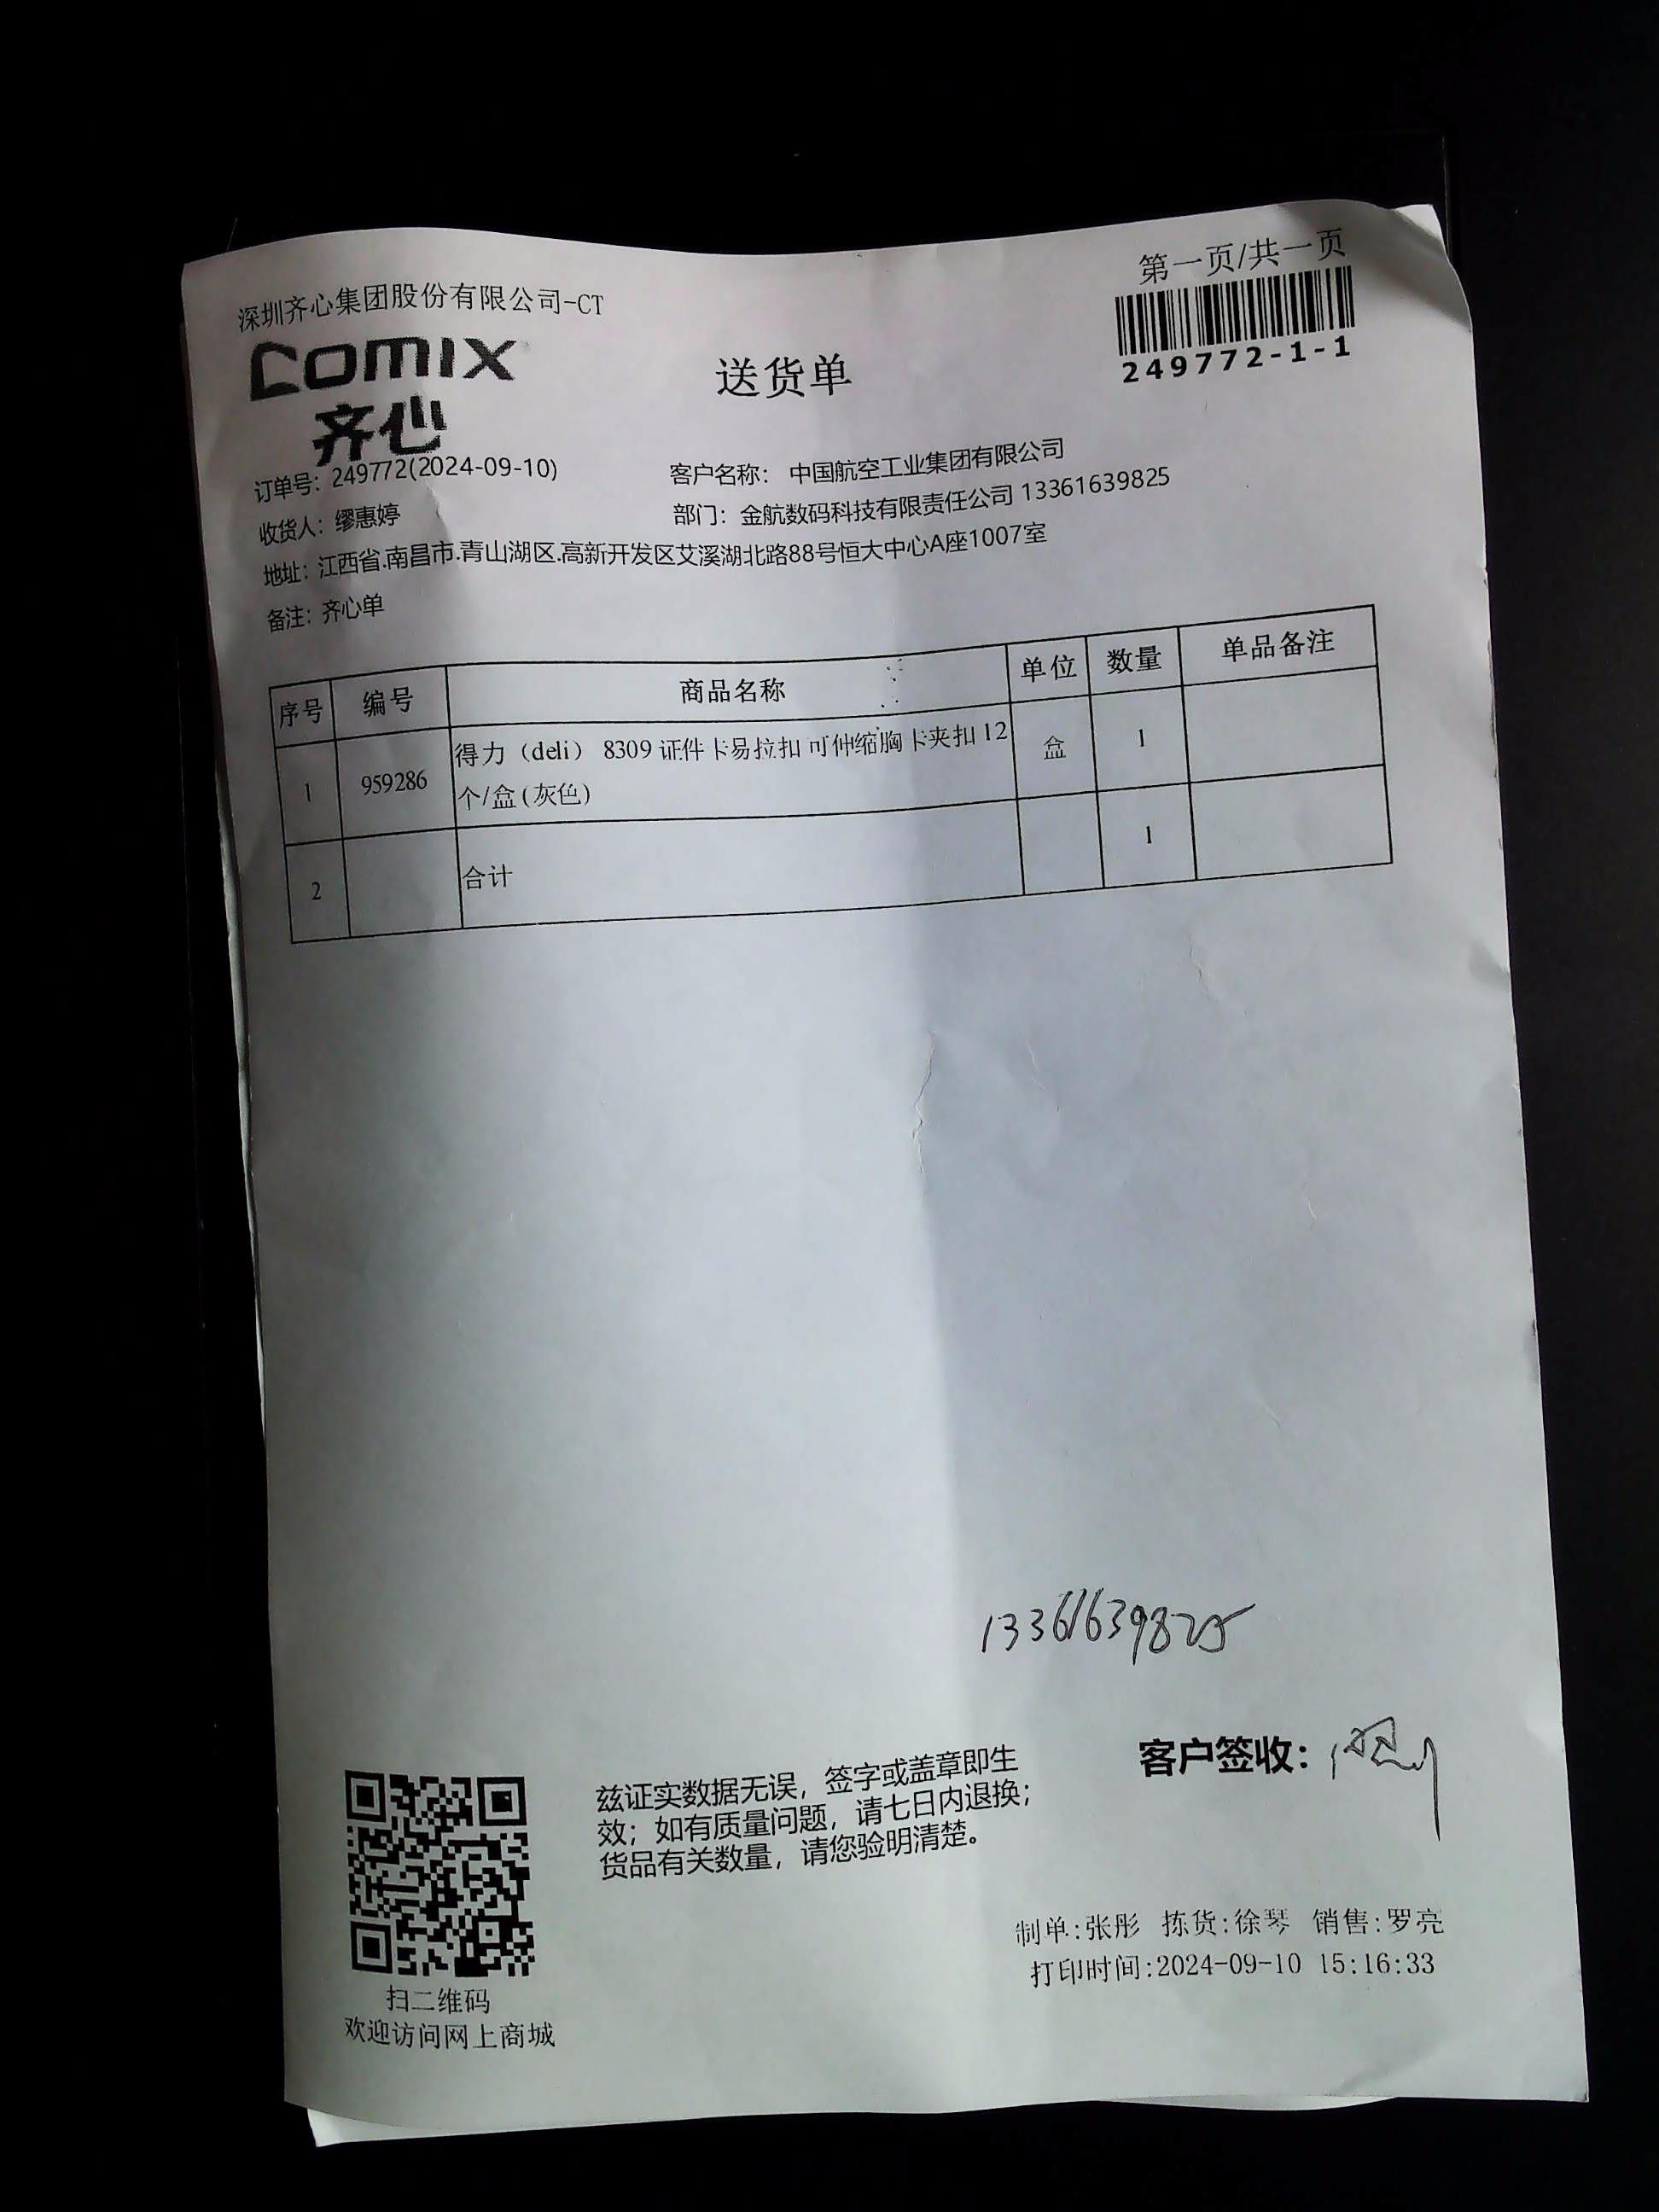 第一页/共一页
深圳齐心集团股份有限公司-CT
comix
齐心
送货单
249772-1-1
订单号：249772(2024-09-10)
客户名称： 中国航空工业集团有限公司
收货人：缪惠婷
部门：金航数码科技有限责任公司 13361639825
地址：江西省.南昌市.青山湖区.高新开发区艾溪湖北路88号恒大中心A座1007室
备注：齐心单
序号 编号 商品名称 单位 数量 单品备注
1 959286 得力（deli） 8309 证件卡易拉扣 可伸缩胸卡夹扣 12 盒 1
个/盒 (灰色)
2 合计 1
13361639825
客户签收：
兹证实数据无误，签字或盖章即生
效；如有质量问题，请七日内退换；
货品有关数量，请您验明清楚。
制单:张彤 拣货:徐琴 销售:罗亮
打印时间:2024-09-10 15:16:33
扫二维码
欢迎访问网上商城